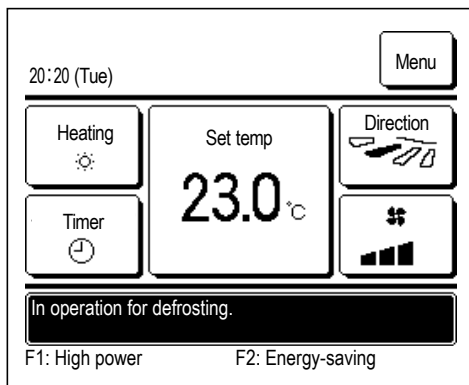 Menu
20:20 (Tue)
Heating
Set temp
Direction
23.0 °C
Timer
In operation for defrosting.
F1: High power F2: Energy-saving